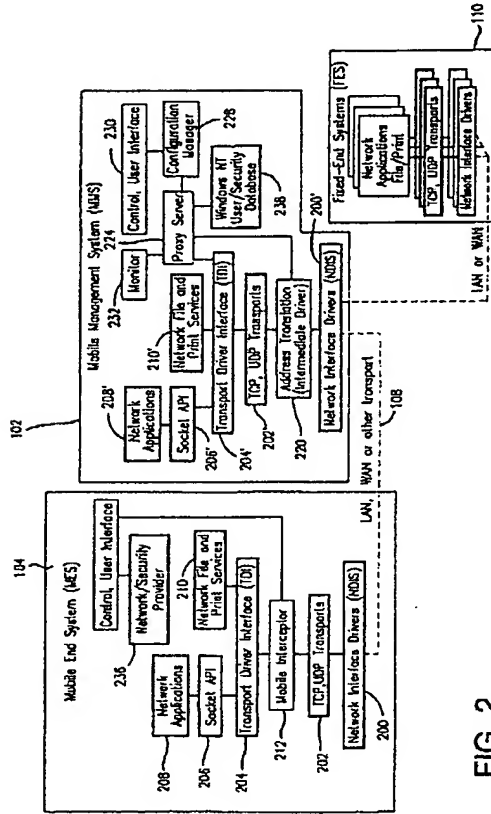 104
Mobile End System (MES)
Control, User Interface
236
Network/Security
Provider
208
Network
Applications
210
Network File and
Print Services
206
Socket API
204
Transport Driver Interface (TDI)
Mobile Interceptor
212
TCP,UDP Transports
202
Network Interface Drivers (NDIS)
200
LAN, WAN or other transport
108
102
Mobile Management System (MMS)
224
232
Monitor
230
Control, User Interface
Proxy Server
Configuration
Manager
228
Windows NT
User/Security
Database
238
208'
Network
Applications
210'
Network File and
Print Services
206'
Socket API
204'
Transport Driver Interface (TDI)
TCP, UDP Transports
202'
Address Translation
(Intermediate Driver)
220
Network Interface Drivers (NDIS)
200'
LAN or WAN
Fixed-End Systems (FES)
Network
Applications
File/Print
TCP, UDP Transports
Network Interface Drivers
110
FIG. 2